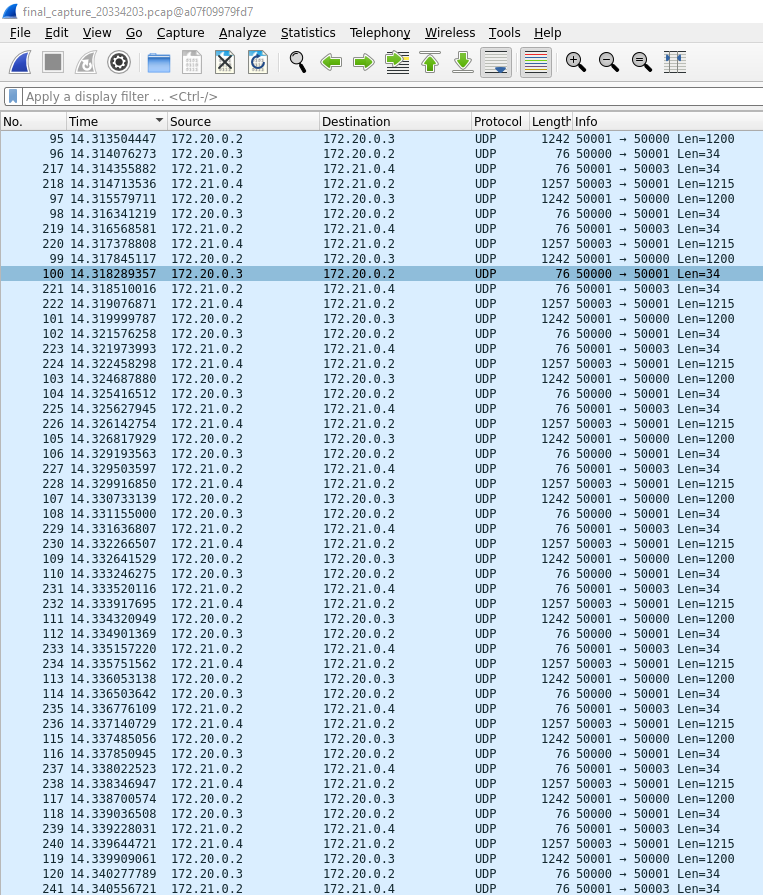 final_capture_20334203.pcap@a07f09979fd7
File Edit View Go Capture Analyze Statistics Telephony Wireless Tools Help
Apply a display filter ... <Ctrl-/>
No. Time Source Destination Protocol Length Info
95 14.313504447 172.20.0.2 172.20.0.3 UDP 1242 50001 → 50000 Len=1200
96 14.314076273 172.20.0.3 172.20.0.2 UDP 76 50000 → 50001 Len=34
217 14.314355882 172.21.0.2 172.21.0.4 UDP 76 50001 → 50003 Len=34
218 14.314713536 172.21.0.4 172.21.0.2 UDP 1257 50003 → 50001 Len=1215
97 14.315579711 172.20.0.2 172.20.0.3 UDP 1242 50001 → 50000 Len=1200
98 14.316341219 172.20.0.3 172.20.0.2 UDP 76 50000 → 50001 Len=34
219 14.316568581 172.21.0.2 172.21.0.4 UDP 76 50001 → 50003 Len=34
220 14.317378808 172.21.0.4 172.21.0.2 UDP 1257 50003 → 50001 Len=1215
99 14.317845117 172.20.0.2 172.20.0.3 UDP 1242 50001 → 50000 Len=1200
100 14.318289357 172.20.0.3 172.20.0.2 UDP 76 50000 → 50001 Len=34
221 14.318510016 172.21.0.2 172.21.0.4 UDP 76 50001 → 50003 Len=34
222 14.319076871 172.21.0.4 172.21.0.2 UDP 1257 50003 → 50001 Len=1215
101 14.319999787 172.20.0.2 172.20.0.3 UDP 1242 50001 → 50000 Len=1200
102 14.321576258 172.20.0.3 172.20.0.2 UDP 76 50000 → 50001 Len=34
223 14.321973993 172.21.0.2 172.21.0.4 UDP 76 50001 → 50003 Len=34
224 14.322458298 172.21.0.4 172.21.0.2 UDP 1257 50003 → 50001 Len=1215
103 14.324687880 172.20.0.2 172.20.0.3 UDP 1242 50001 → 50000 Len=1200
104 14.325416512 172.20.0.3 172.20.0.2 UDP 76 50000 → 50001 Len=34
225 14.325627945 172.21.0.2 172.21.0.4 UDP 76 50001 → 50003 Len=34
226 14.326142754 172.21.0.4 172.21.0.2 UDP 1257 50003 → 50001 Len=1215
105 14.326817929 172.20.0.2 172.20.0.3 UDP 1242 50001 → 50000 Len=1200
106 14.329193563 172.20.0.3 172.20.0.2 UDP 76 50000 → 50001 Len=34
227 14.329503597 172.21.0.2 172.21.0.4 UDP 76 50001 → 50003 Len=34
228 14.329916850 172.21.0.4 172.21.0.2 UDP 1257 50003 → 50001 Len=1215
107 14.330733139 172.20.0.2 172.20.0.3 UDP 1242 50001 → 50000 Len=1200
108 14.331155000 172.20.0.3 172.20.0.2 UDP 76 50000 → 50001 Len=34
229 14.331636807 172.21.0.2 172.21.0.4 UDP 76 50001 → 50003 Len=34
230 14.332266507 172.21.0.4 172.21.0.2 UDP 1257 50003 → 50001 Len=1215
109 14.332641529 172.20.0.2 172.20.0.3 UDP 1242 50001 → 50000 Len=1200
110 14.333246275 172.20.0.3 172.20.0.2 UDP 76 50000 → 50001 Len=34
231 14.333520116 172.21.0.2 172.21.0.4 UDP 76 50001 → 50003 Len=34
232 14.333917695 172.21.0.4 172.21.0.2 UDP 1257 50003 → 50001 Len=1215
111 14.334320949 172.20.0.2 172.20.0.3 UDP 1242 50001 → 50000 Len=1200
112 14.334901369 172.20.0.3 172.20.0.2 UDP 76 50000 → 50001 Len=34
233 14.335157220 172.21.0.2 172.21.0.4 UDP 76 50001 → 50003 Len=34
234 14.335751562 172.21.0.4 172.21.0.2 UDP 1257 50003 → 50001 Len=1215
113 14.336053138 172.20.0.2 172.20.0.3 UDP 1242 50001 → 50000 Len=1200
114 14.336503642 172.20.0.3 172.20.0.2 UDP 76 50000 → 50001 Len=34
235 14.336776109 172.21.0.2 172.21.0.4 UDP 76 50001 → 50003 Len=34
236 14.337140729 172.21.0.4 172.21.0.2 UDP 1257 50003 → 50001 Len=1215
115 14.337485056 172.20.0.2 172.20.0.3 UDP 1242 50001 → 50000 Len=1200
116 14.337850945 172.20.0.3 172.20.0.2 UDP 76 50000 → 50001 Len=34
237 14.338022523 172.21.0.2 172.21.0.4 UDP 76 50001 → 50003 Len=34
238 14.338346947 172.21.0.4 172.21.0.2 UDP 1257 50003 → 50001 Len=1215
117 14.338700574 172.20.0.2 172.20.0.3 UDP 1242 50001 → 50000 Len=1200
118 14.339036508 172.20.0.3 172.20.0.2 UDP 76 50000 → 50001 Len=34
239 14.339228031 172.21.0.2 172.21.0.4 UDP 76 50001 → 50003 Len=34
240 14.339644721 172.21.0.4 172.21.0.2 UDP 1257 50003 → 50001 Len=1215
119 14.339909061 172.20.0.2 172.20.0.3 UDP 1242 50001 → 50000 Len=1200
120 14.340277789 172.20.0.3 172.20.0.2 UDP 76 50000 → 50001 Len=34
241 14.340556721 172.21.0.2 172.21.0.4 UDP 76 50001 → 50003 Len=34